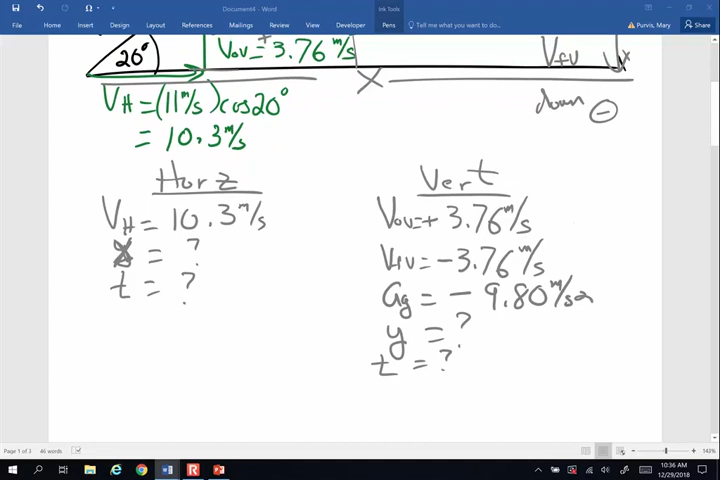 Document4 - Word
Ink Tools
Purvis, Mary
File Home Insert Draw Design Layout References Mailings Review View Developer Pens Tell me what you want to do Share
20°
Vov = +3.76 m/s
Vfv
x
VH = (11 m/s) cos20°
= 10.3 m/s
down −
Horz
Vert
VH = 10.3 m/s
x = ?
t = ?
Vov = + 3.76 m/s
Vfv = − 3.76 m/s
ag = − 9.80 m/s2
y = ?
t = ?
Page 1 of 3 46 words 143%
10:36 AM
12/29/2018